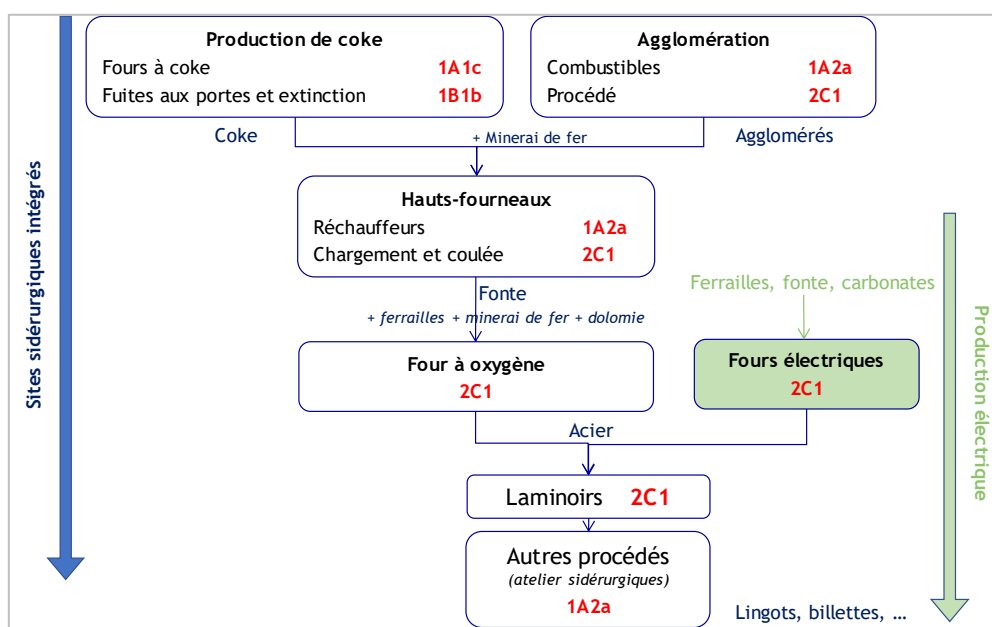 Production de coke
Fours à coke 1A1c
Fuites aux portes et extinction 1B1b
Agglomération
Combustibles 1A2a
Procédé 2C1
Coke
+ Minerai de fer
Agglomérés
Sites sidérurgiques intégrés
Hauts-fourneaux
Réchauffeurs 1A2a
Chargement et coulée 2C1
Fonte
+ ferrailles + minerai de fer + dolomie
Ferrailles, fonte, carbonates
Four à oxygène
2C1
Fours électriques
2C1
Production électrique
Acier
Laminoirs 2C1
Autres procédés
(atelier sidérurgiques)
1A2a
Lingots, billettes, …